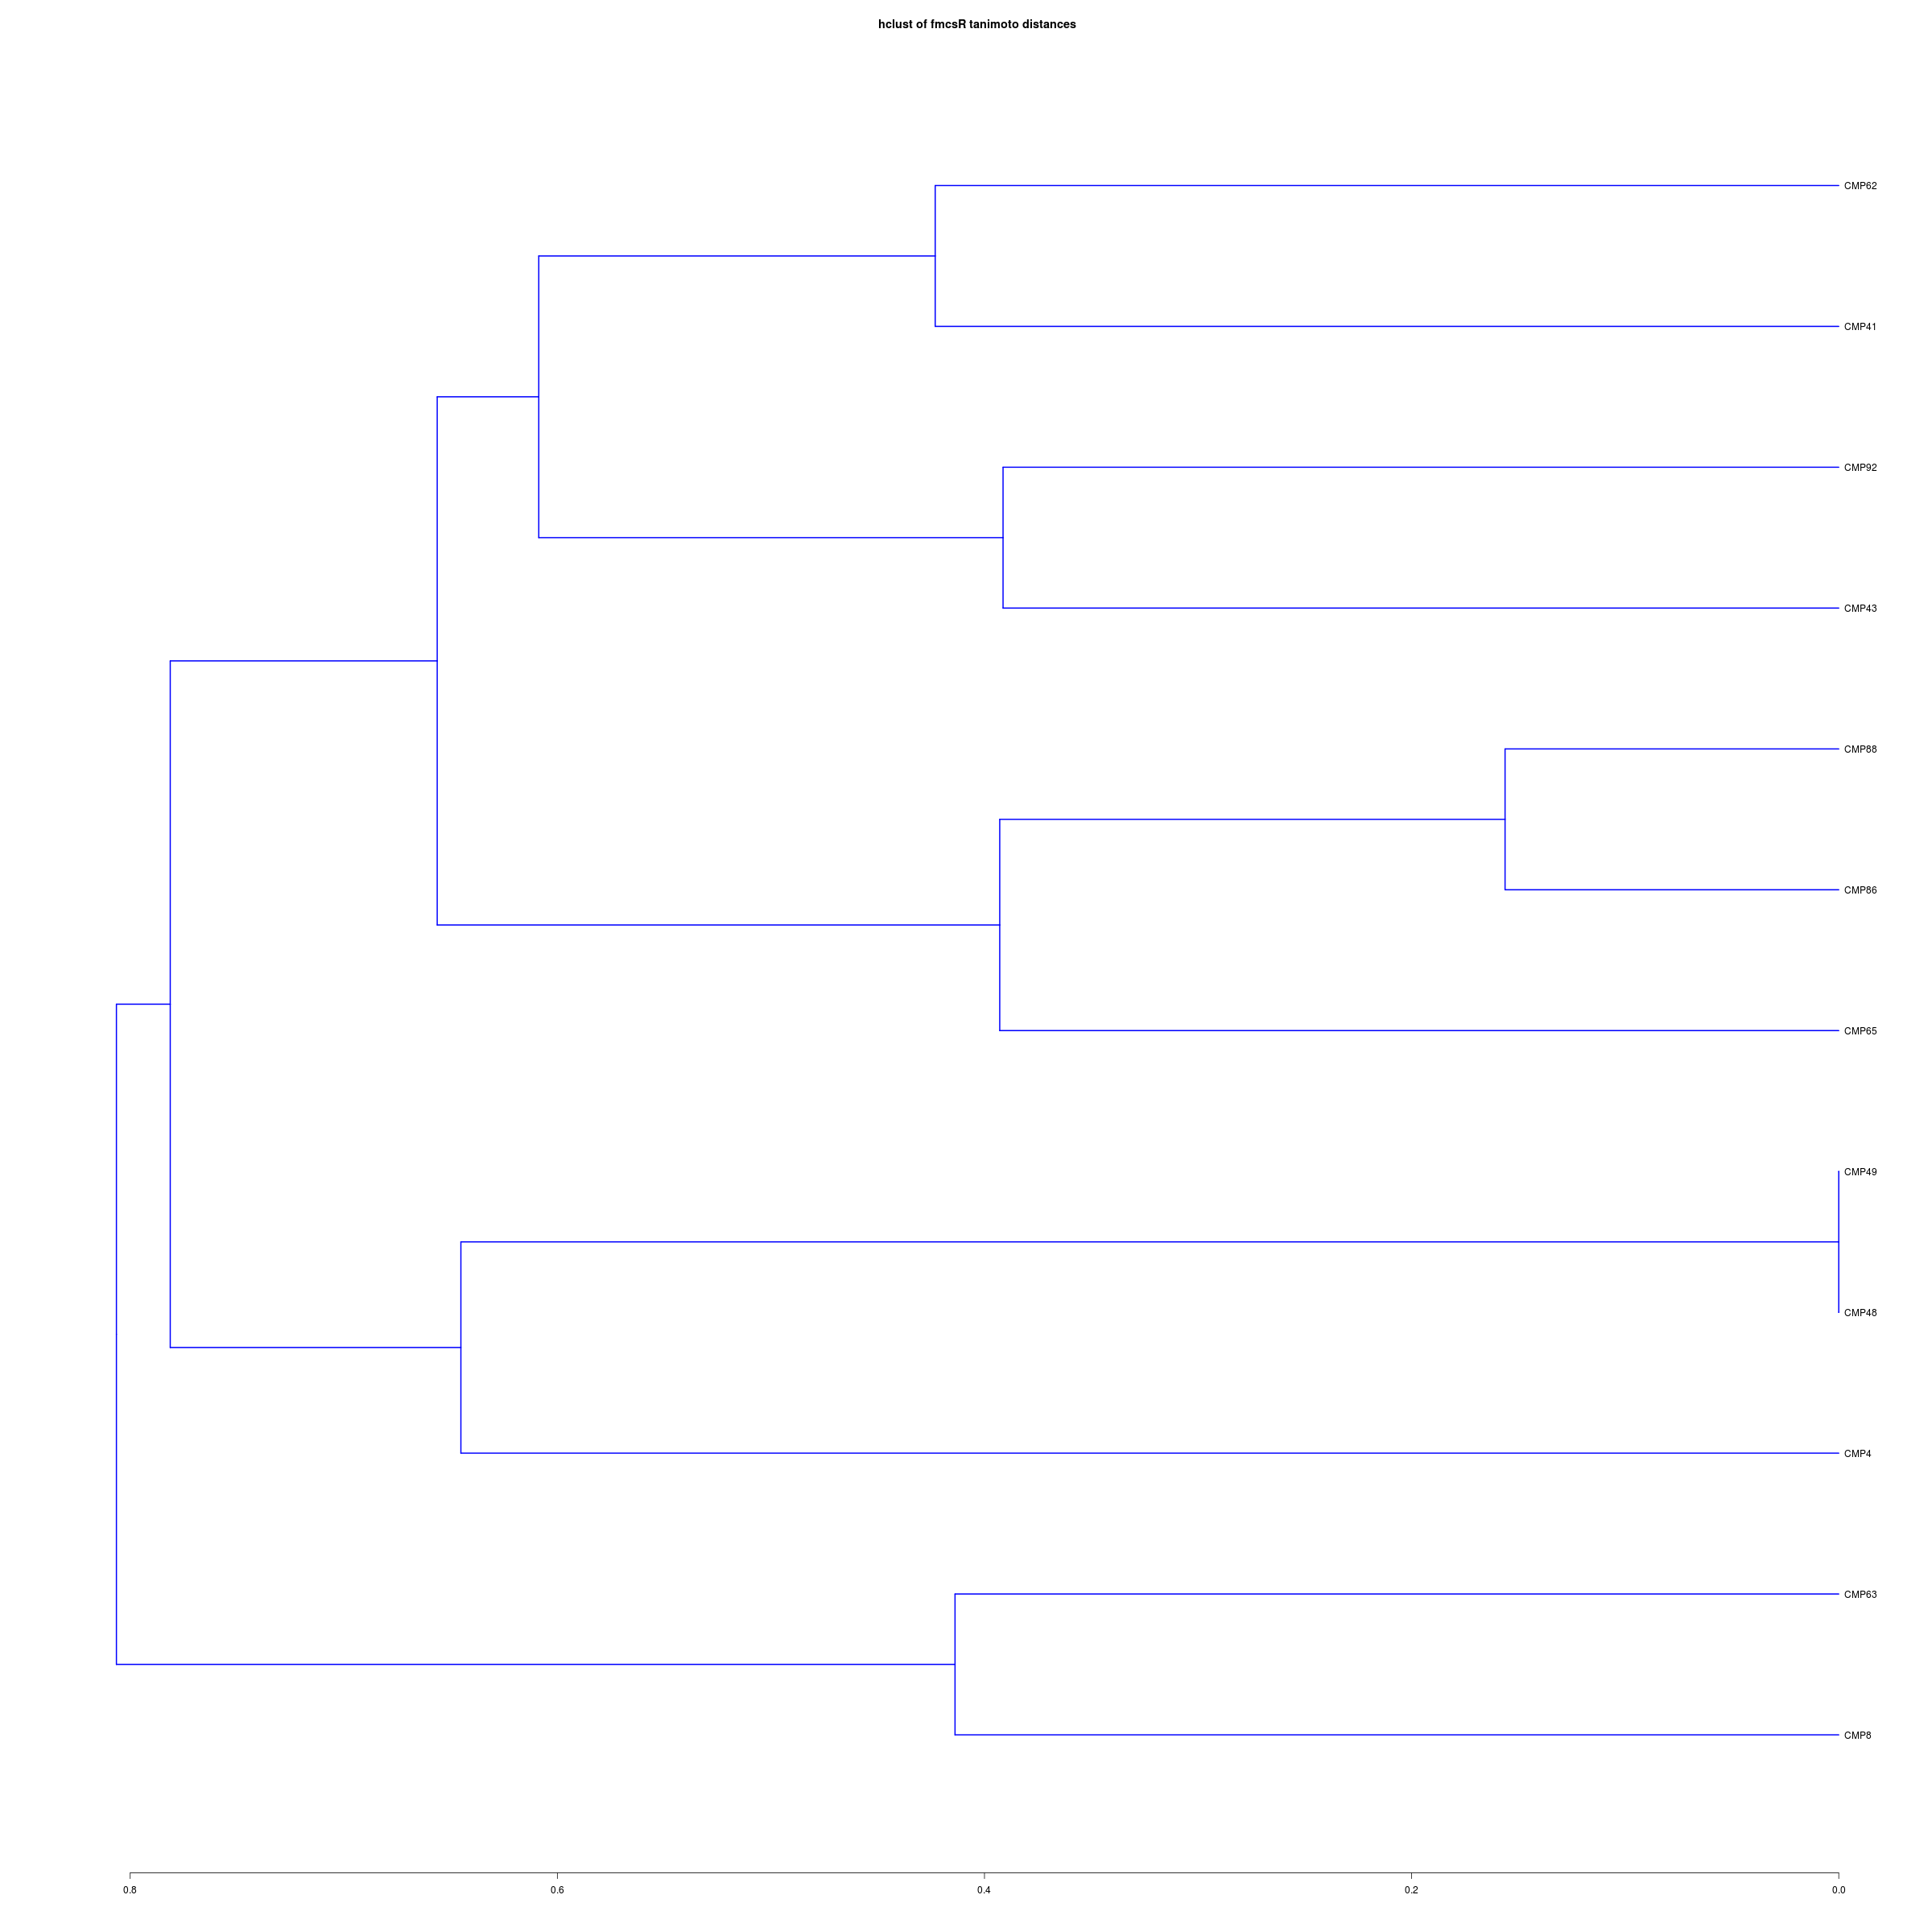 hclust of fmcsR tanimoto distances
CMP62
CMP41
CMP92
CMP43
CMP88
CMP86
CMP65
CMP49
CMP48
CMP4
CMP63
CMP8
0.8 0.6 0.4 0.2 0.0